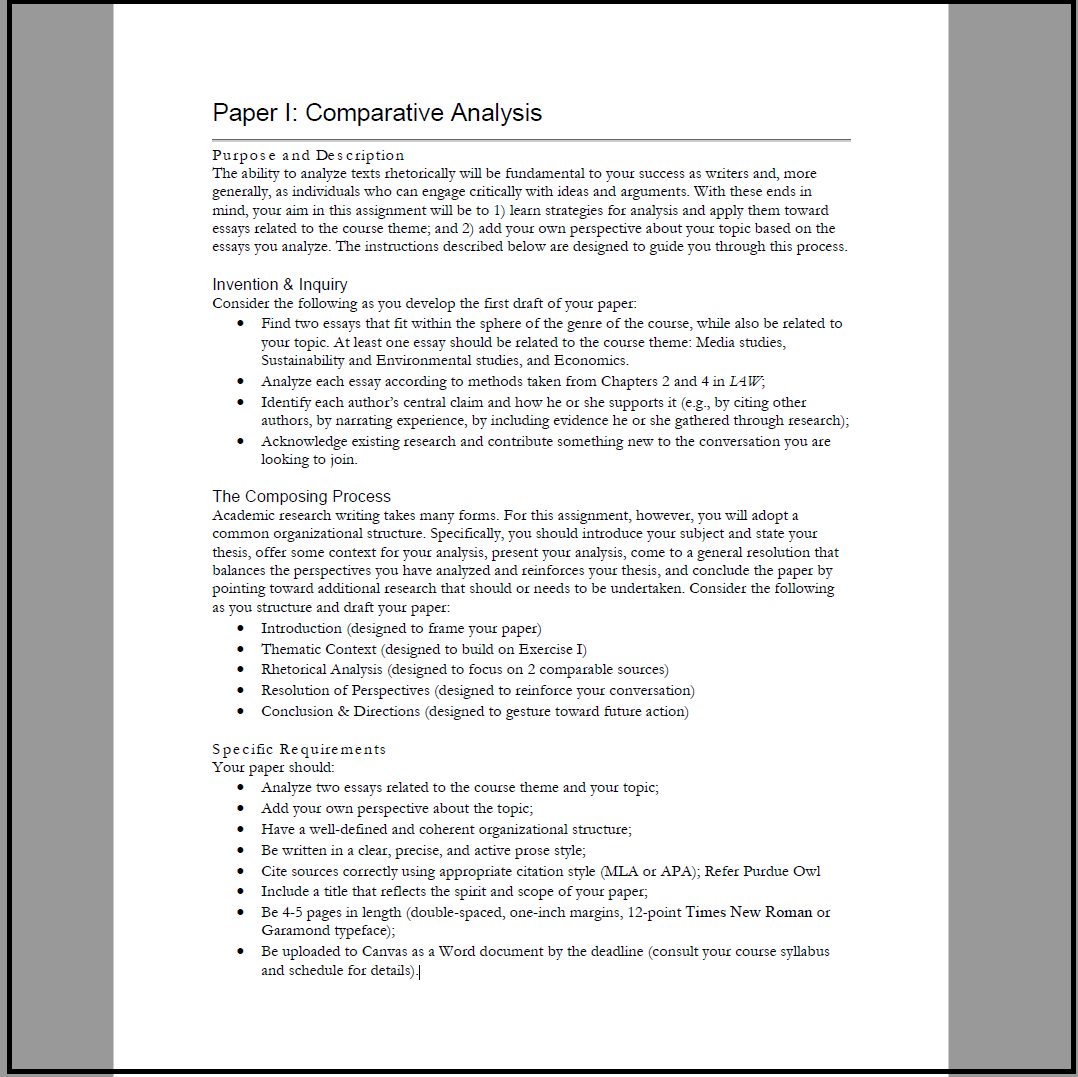 Paper I: Comparative Analysis
Purpose and Description
The ability to analyze texts rhetorically will be fundamental to your success as writers and, more
generally, as individuals who can engage critically with ideas and arguments. With these ends in
mind, your aim in this assignment will be to 1) learn strategies for analysis and apply them toward
essays related to the course theme; and 2) add your own perspective about your topic based on the
essays you analyze. The instructions described below are designed to guide you through this process.
Invention & Inquiry
Consider the following as you develop the first draft of your paper:
• Find two essays that fit within the sphere of the genre of the course, while also be related to
your topic. At least one essay should be related to the course theme: Media studies,
Sustainability and Environmental studies, and Economics.
• Analyze each essay according to methods taken from Chapters 2 and 4 in LAW;
• Identify each author's central claim and how he or she supports it (e.g., by citing other
authors, by narrating experience, by including evidence he or she gathered through research);
• Acknowledge existing research and contribute something new to the conversation you are
looking to join.
The Composing Process
Academic research writing takes many forms. For this assignment, however, you will adopt a
common organizational structure. Specifically, you should introduce your subject and state your
thesis, offer some context for your analysis, present your analysis, come to a general resolution that
balances the perspectives you have analyzed and reinforces your thesis, and conclude the paper by
pointing toward additional research that should or needs to be undertaken. Consider the following
as you structure and draft your paper:
• Introduction (designed to frame your paper)
• Thematic Context (designed to build on Exercise I)
• Rhetorical Analysis (designed to focus on 2 comparable sources)
• Resolution of Perspectives (designed to reinforce your conversation)
• Conclusion & Directions (designed to gesture toward future action)
Specific Requirements
Your paper should:
• Analyze two essays related to the course theme and your topic;
• Add your own perspective about the topic;
• Have a well-defined and coherent organizational structure;
• Be written in a clear, precise, and active prose style;
• Cite sources correctly using appropriate citation style (MLA or APA); Refer Purdue Owl
• Include a title that reflects the spirit and scope of your paper;
• Be 4-5 pages in length (double-spaced, one-inch margins, 12-point Times New Roman or
Garamond typeface);
• Be uploaded to Canvas as a Word document by the deadline (consult your course syllabus
and schedule for details).